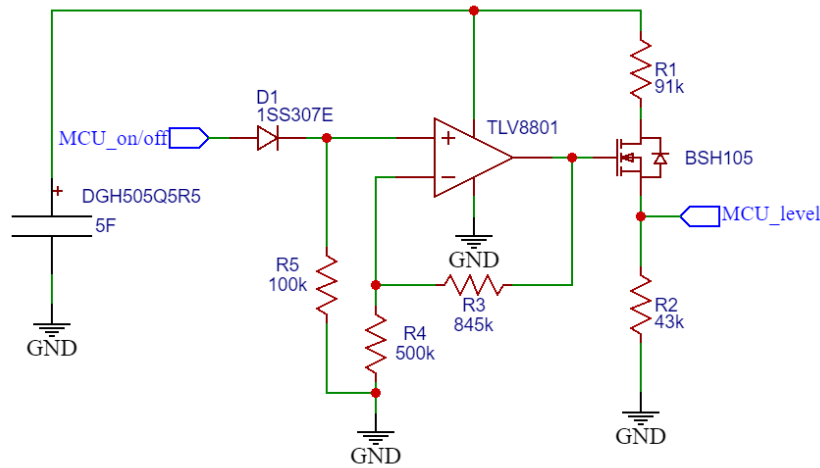 D1
1SS307E
MCU_on/off
+
DGH505Q5R5
5F
GND
R5
100k
+
−
TLV8801
GND
R3
845k
R4
500k
GND
R1
91k
BSH105
MCU_level
R2
43k
GND